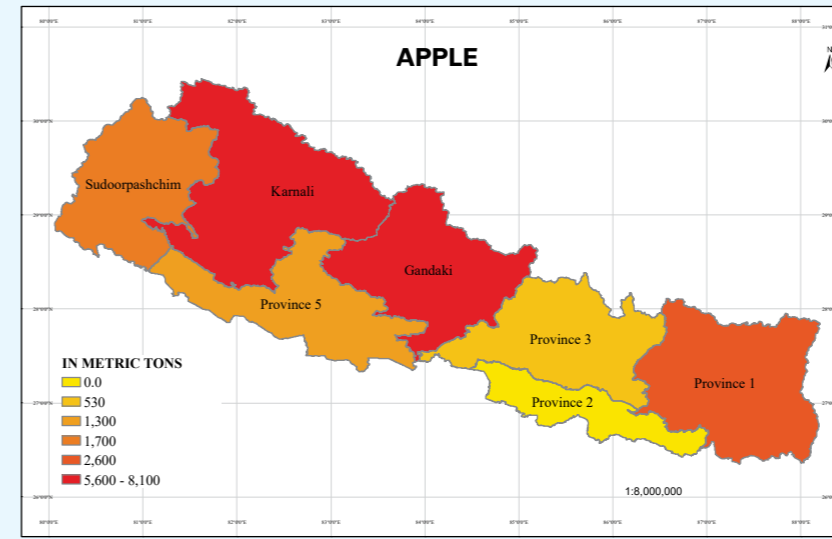 APPLE
N
Sudoorpashchim
Karnali
Gandaki
Province 5
Province 3
Province 1
Province 2
IN METRIC TONS
0.0
530
1,300
1,700
2,600
5,600 - 8,100
1:8,000,000